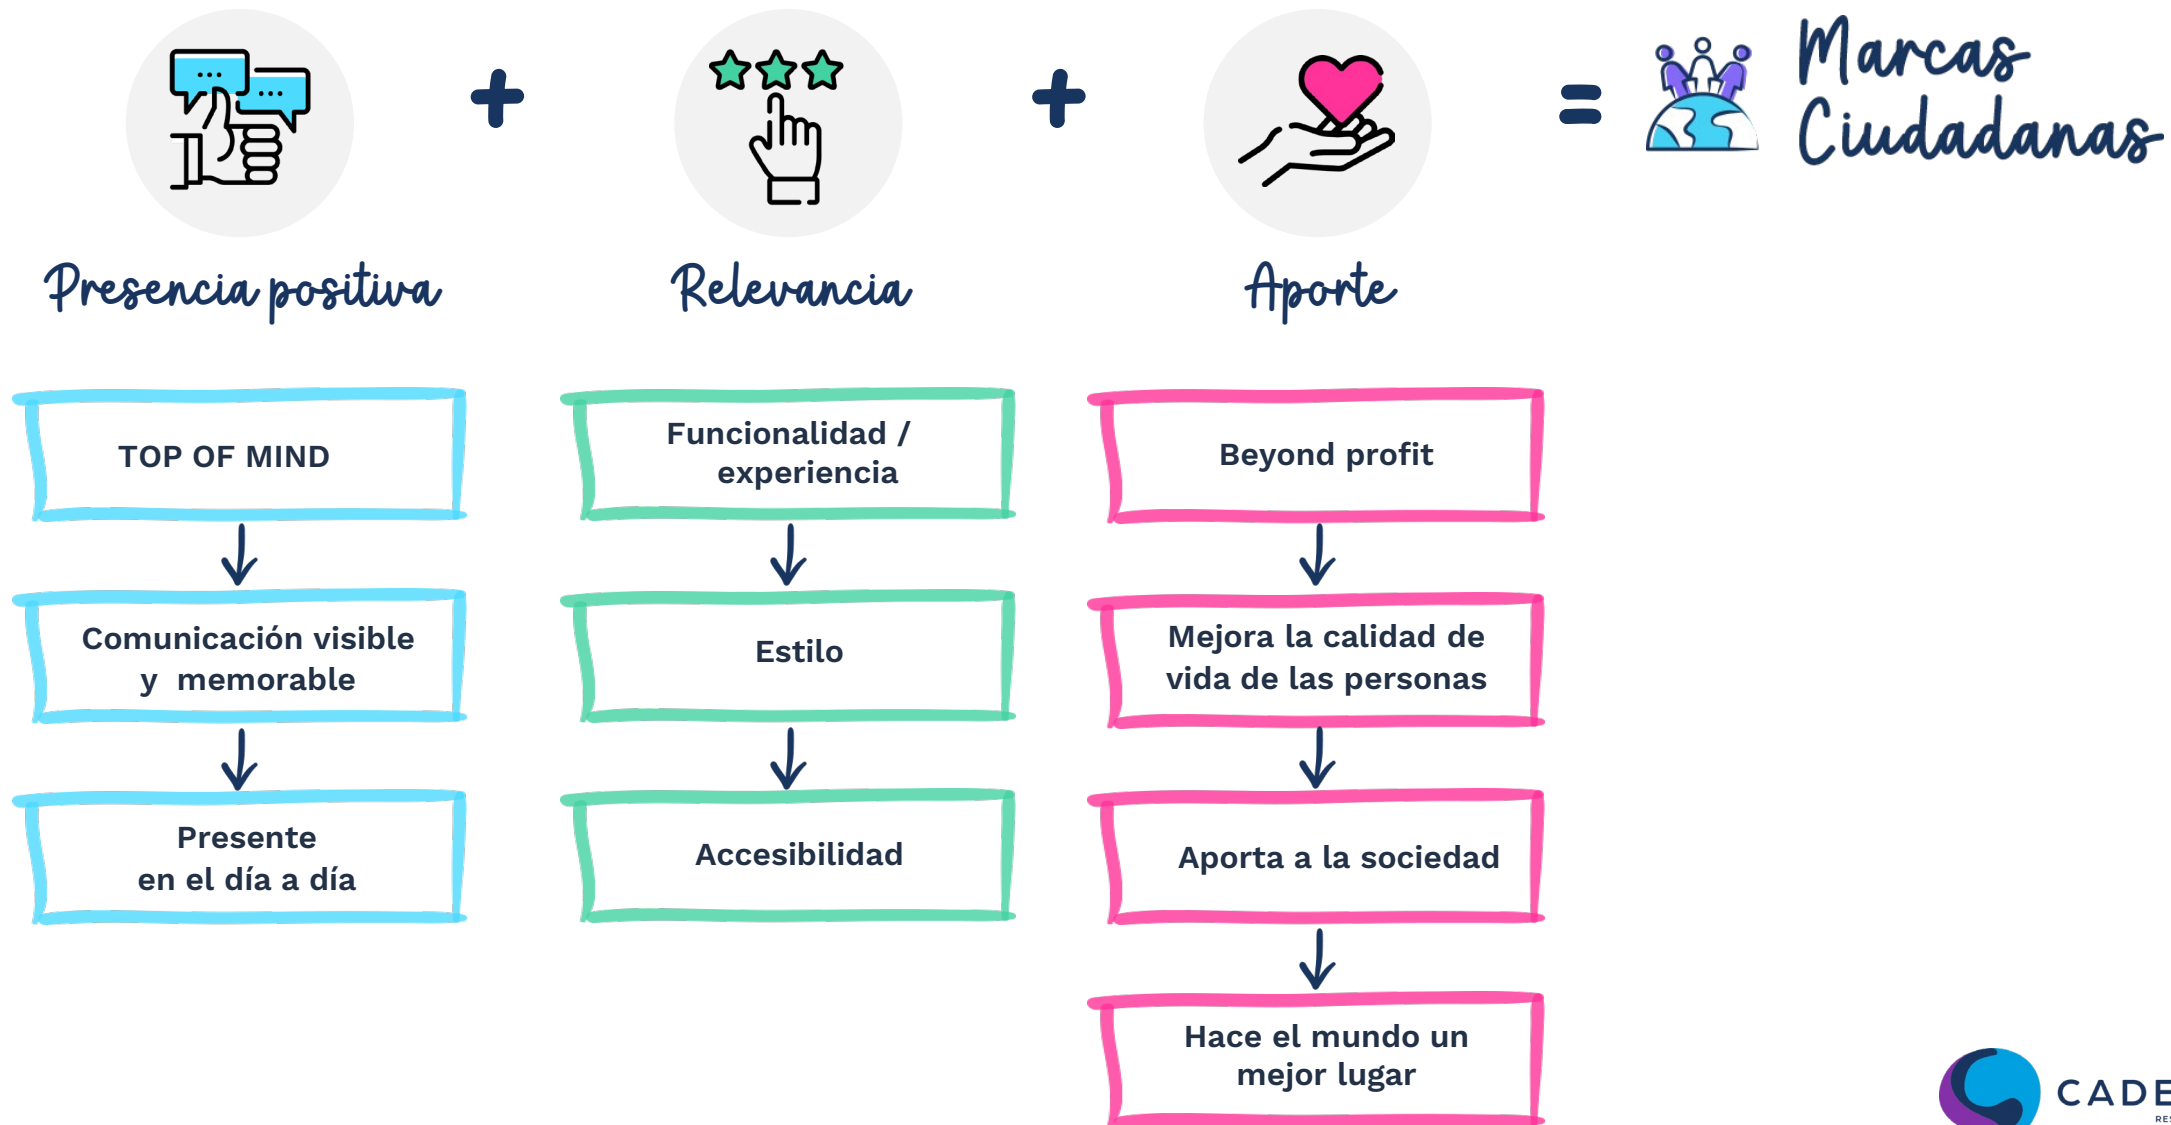 Marcas
Ciudadanas
Presencia positiva
Relevancia
Aporte
TOP OF MIND
Comunicación visible
y memorable
Presente
en el día a día
Funcionalidad /
experiencia
Estilo
Accesibilidad
Beyond profit
Mejora la calidad de
vida de las personas
Aporta a la sociedad
Hace el mundo un
mejor lugar